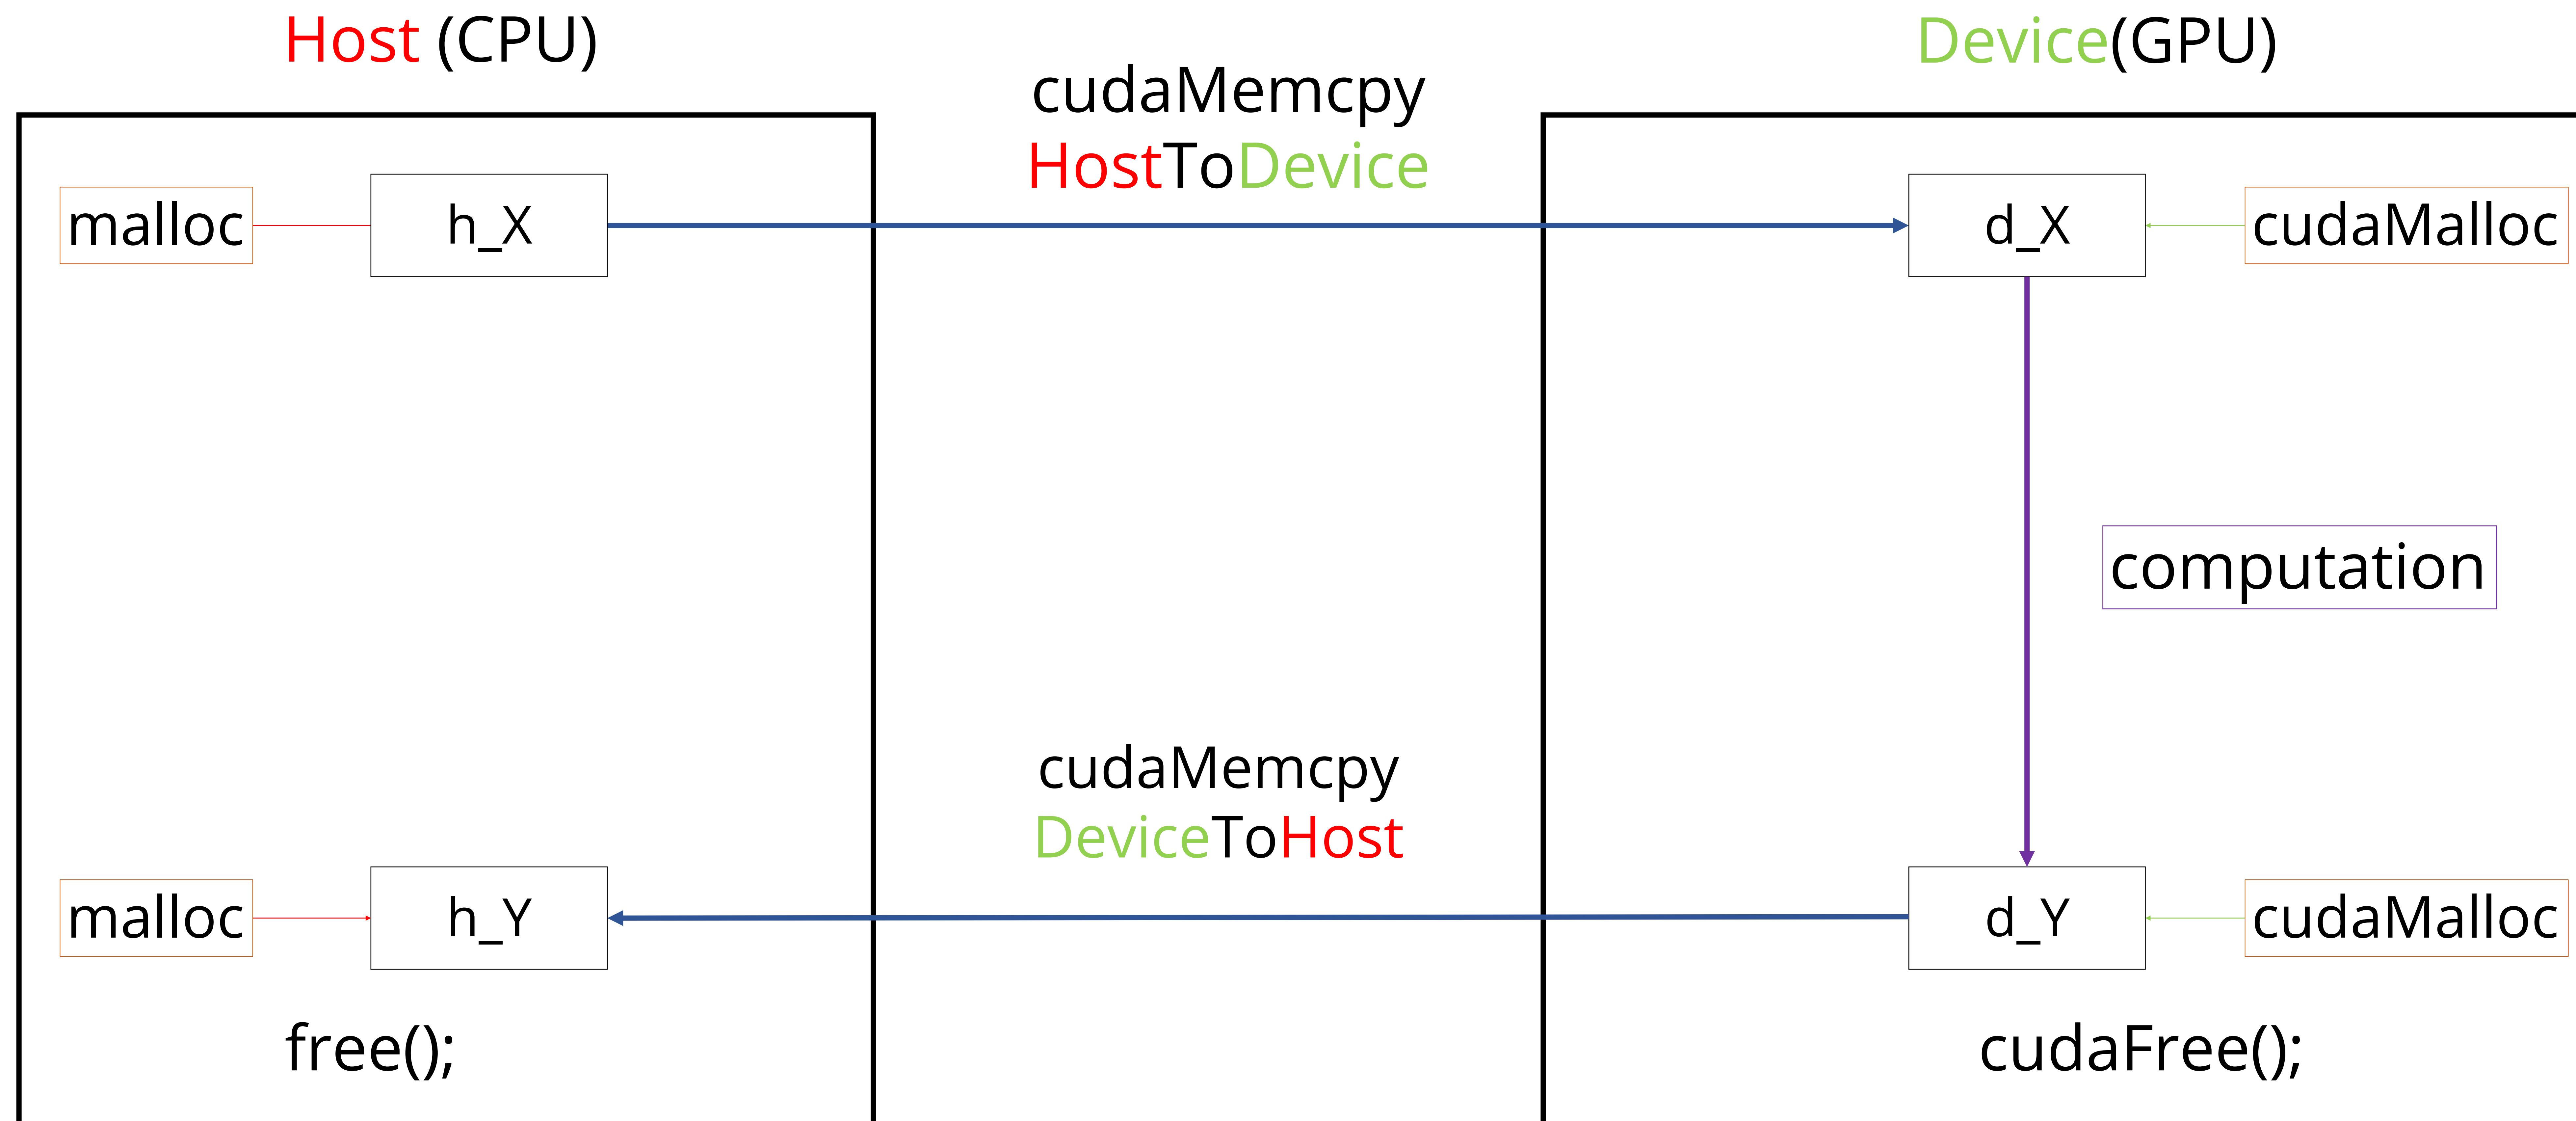 Host (CPU)
Device(GPU)
cudaMemcpy
HostToDevice
malloc
h_X
d_X
cudaMalloc
computation
cudaMemcpy
DeviceToHost
malloc
h_Y
d_Y
cudaMalloc
free();
cudaFree();